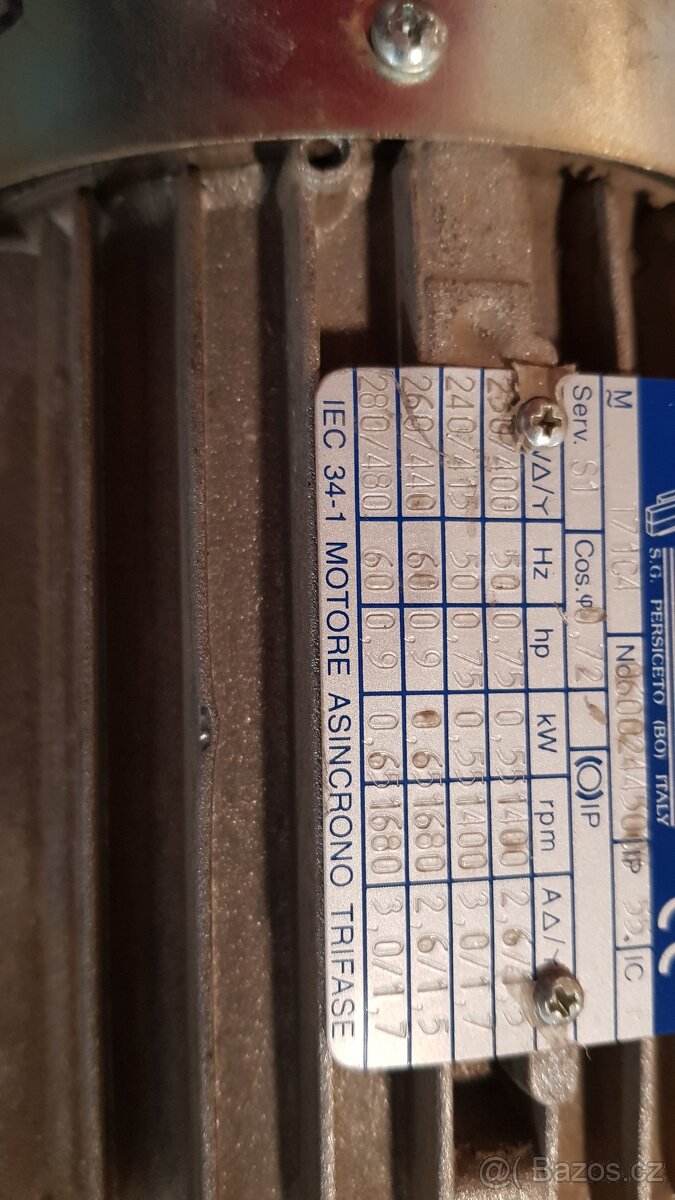 S.G. PERSICETO (BO) ITALY
M~ T71C4 No IP 55. IC
Serv. S1 Cos.φ 0,72 IP
V Δ/Y Hz hp kW rpm A Δ/Y
230/400 50 0,75 0,55 1400 2,6/1,5
240/415 50 0,75 0,55 1400 3,0/1,7
260/440 60 0,9 0,65 1680 2,6/1,5
280/480 60 0,9 0,65 1680 3,0/1,7
IEC 34-1 MOTORE ASINCRONO TRIFASE
Bazos.cz